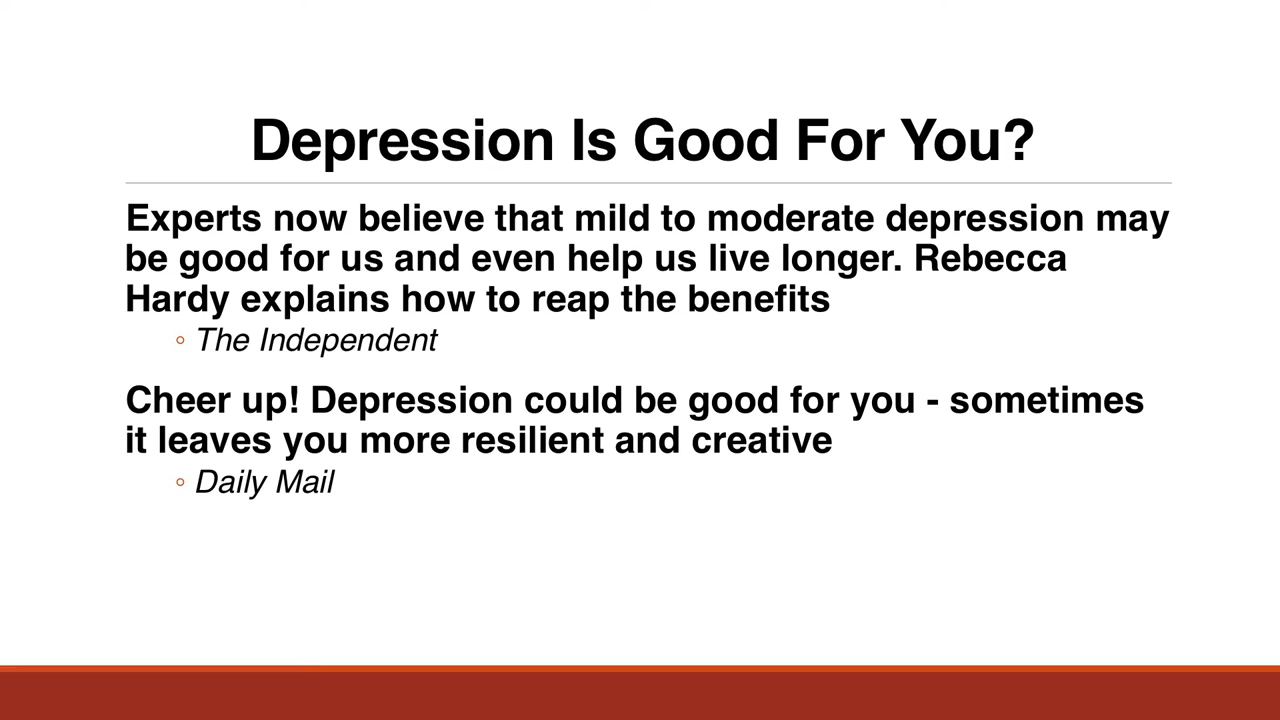 Depression Is Good For You?
Experts now believe that mild to moderate depression may
be good for us and even help us live longer. Rebecca
Hardy explains how to reap the benefits
◦ The Independent
Cheer up! Depression could be good for you - sometimes
it leaves you more resilient and creative
◦ Daily Mail